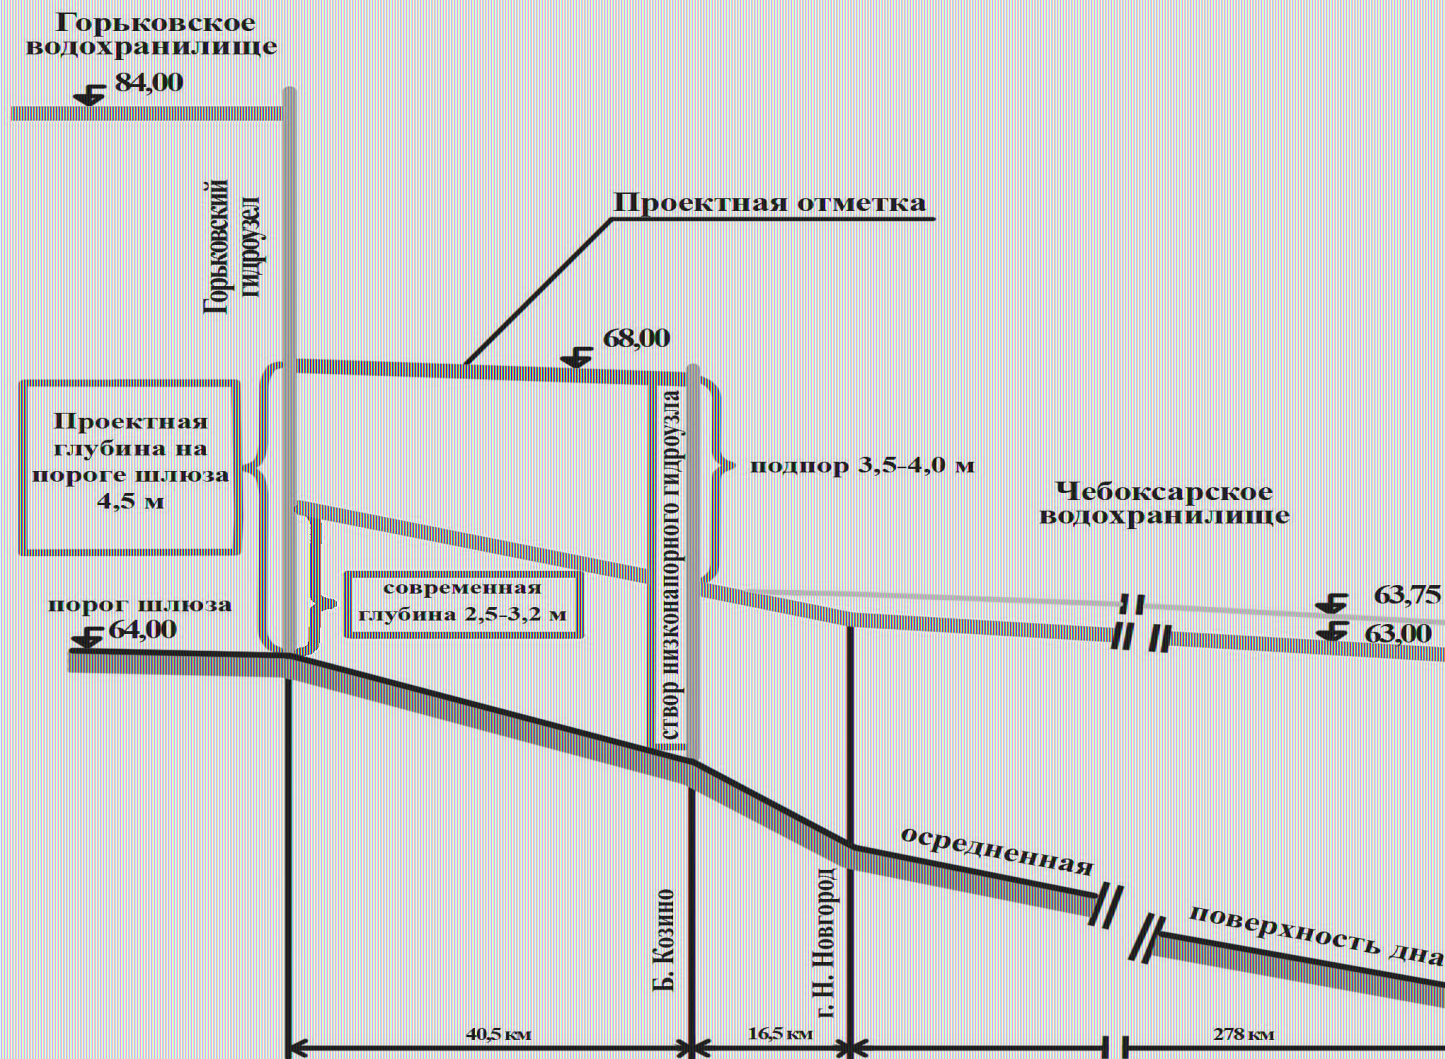 Горьковское
водохранилище
84,00
Горьковский
гидроузел
Проектная отметка
68,00
Проектная
глубина на
пороге шлюза
4,5 м
створ низконапорного гидроузла
подпор 3,5-4,0 м
Чебоксарское
водохранилище
современная
глубина 2,5-3,2 м
порог шлюза
64,00
63,75
63,00
осредненная
поверхность дна
Б. Козино
г. Н. Новгород
40,5 км
16,5 км
278 км